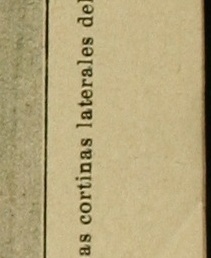 as cortinas laterales del